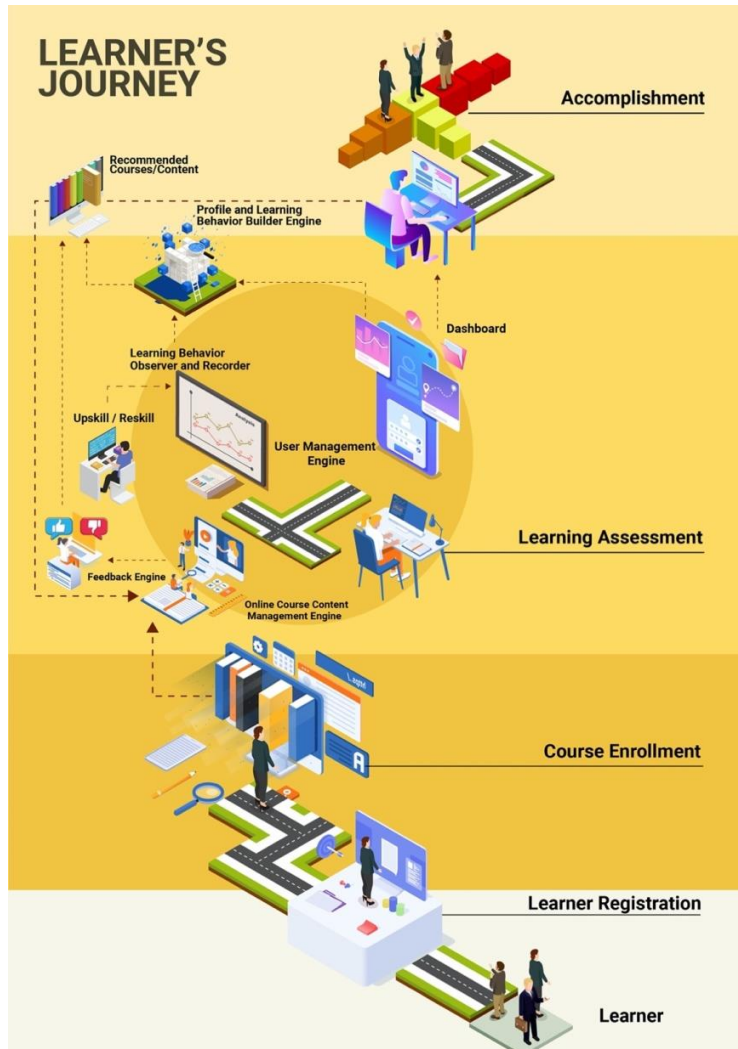 LEARNER'S
JOURNEY
Accomplishment
Recommended
Courses/Content
Profile and Learning
Behavior Builder Engine
Dashboard
Learning Behavior
Observer and Recorder
Analysis
Upskill / Reskill
User Management
Engine
Learning Assessment
Feedback Engine
Online Course Content
Management Engine
Course Enrollment
A
Learner Registration
Learner